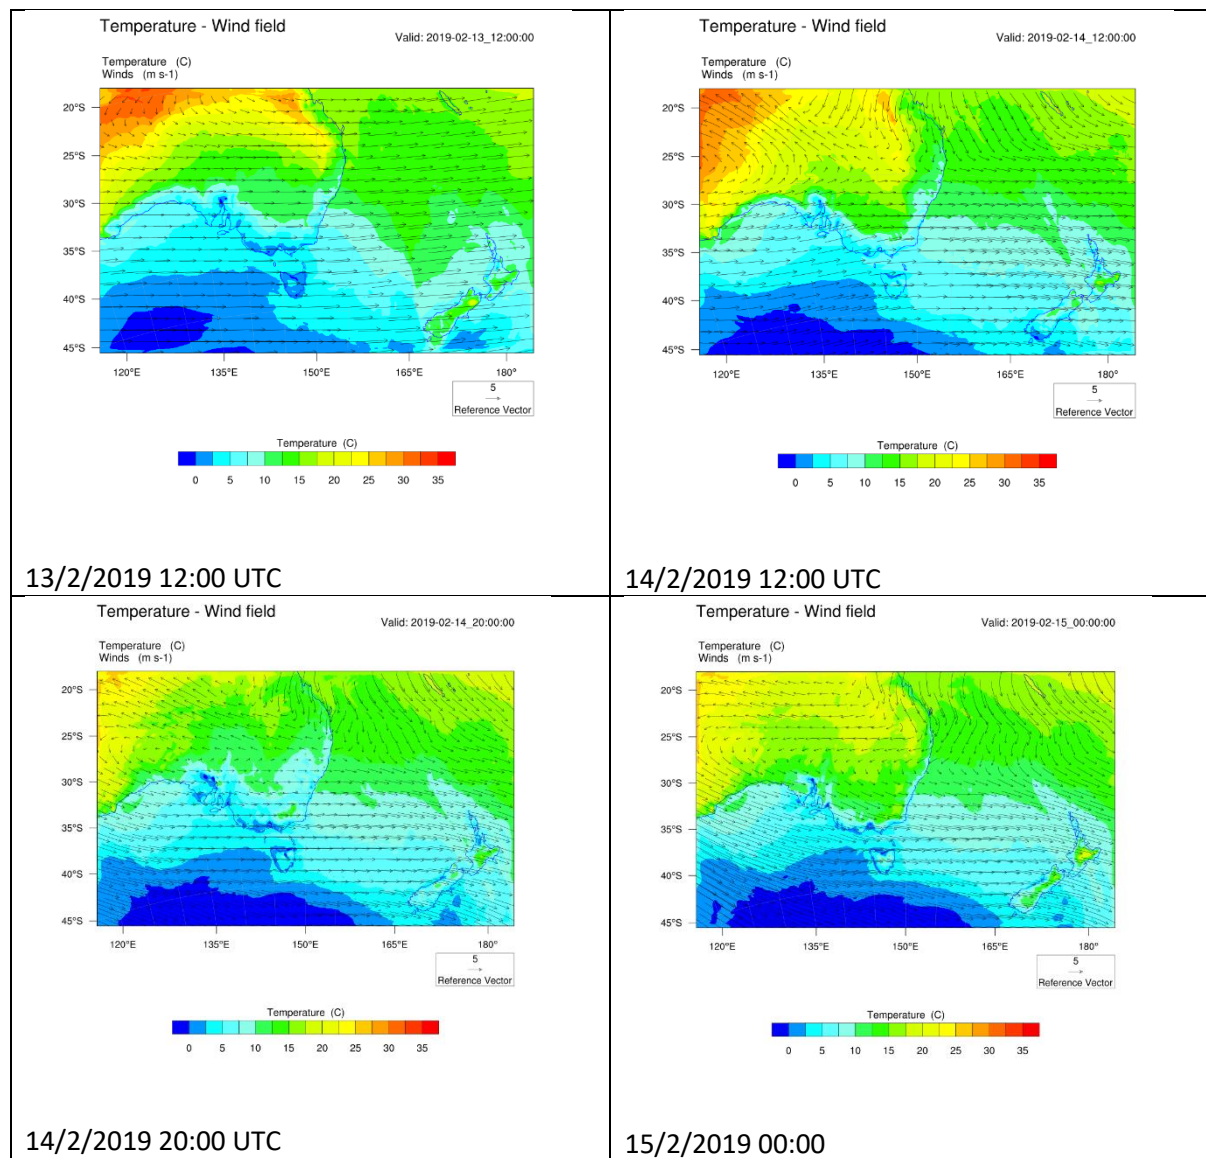 Temperature - Wind field
Valid: 2019-02-13_12:00:00
Temperature (C)
Winds (m s-1)
20°S
25°S
30°S
35°S
40°S
45°S
120°E 135°E 150°E 165°E 180°
5
Reference Vector
Temperature (C)
0 5 10 15 20 25 30 35
13/2/2019 12:00 UTC
Temperature - Wind field
Valid: 2019-02-14_12:00:00
Temperature (C)
Winds (m s-1)
20°S
25°S
30°S
35°S
40°S
45°S
120°E 135°E 150°E 165°E 180°
5
Reference Vector
Temperature (C)
0 5 10 15 20 25 30 35
14/2/2019 12:00 UTC
Temperature - Wind field
Valid: 2019-02-14_20:00:00
Temperature (C)
Winds (m s-1)
20°S
25°S
30°S
35°S
40°S
45°S
120°E 135°E 150°E 165°E 180°
5
Reference Vector
Temperature (C)
0 5 10 15 20 25 30 35
14/2/2019 20:00 UTC
Temperature - Wind field
Valid: 2019-02-15_00:00:00
Temperature (C)
Winds (m s-1)
20°S
25°S
30°S
35°S
40°S
45°S
120°E 135°E 150°E 165°E 180°
5
Reference Vector
Temperature (C)
0 5 10 15 20 25 30 35
15/2/2019 00:00